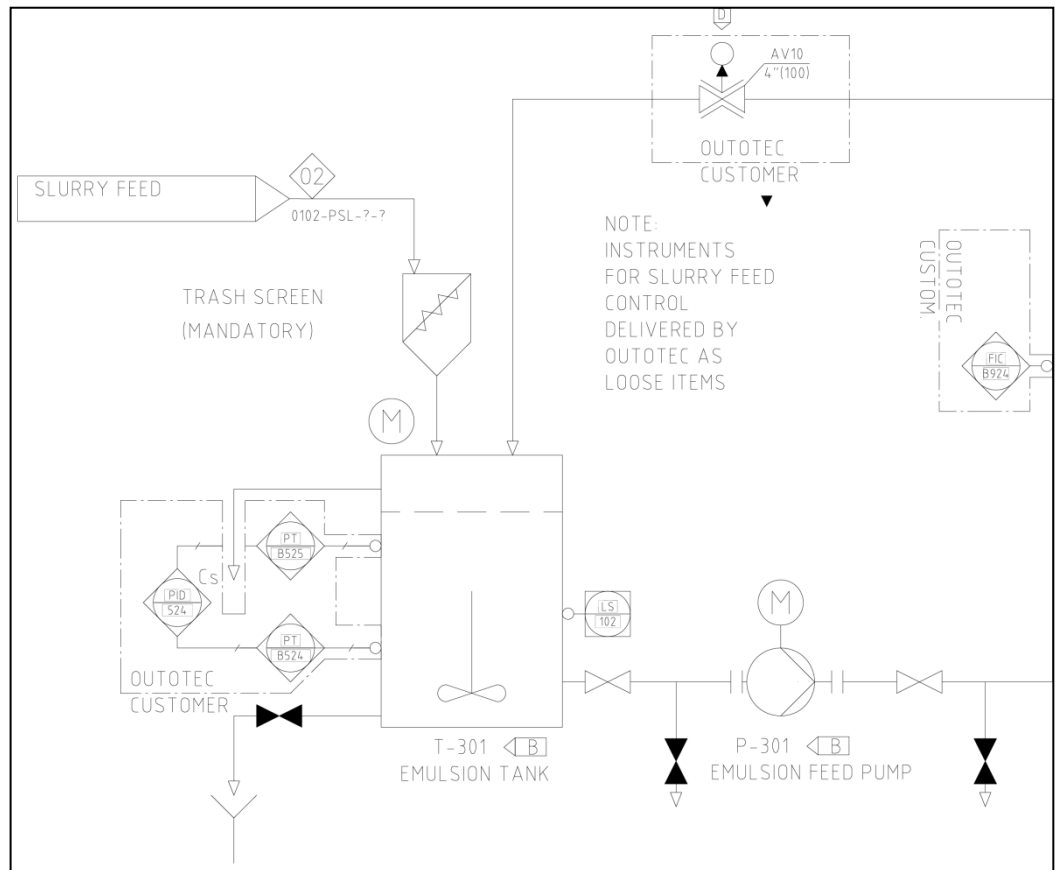 D
AV10
4"(100)
OUTOTEC
CUSTOMER
SLURRY FEED
02
0102-PSL-?-?
NOTE:
INSTRUMENTS
FOR SLURRY FEED
CONTROL
DELIVERED BY
OUTOTEC AS
LOOSE ITEMS
OUTOTEC
CUSTOM.
FIC
B924
TRASH SCREEN
(MANDATORY)
M
PT
B525
Cs
PID
524
PT
B524
OUTOTEC
CUSTOMER
LS
102
M
T-301 B
EMULSION TANK
P-301 B
EMULSION FEED PUMP